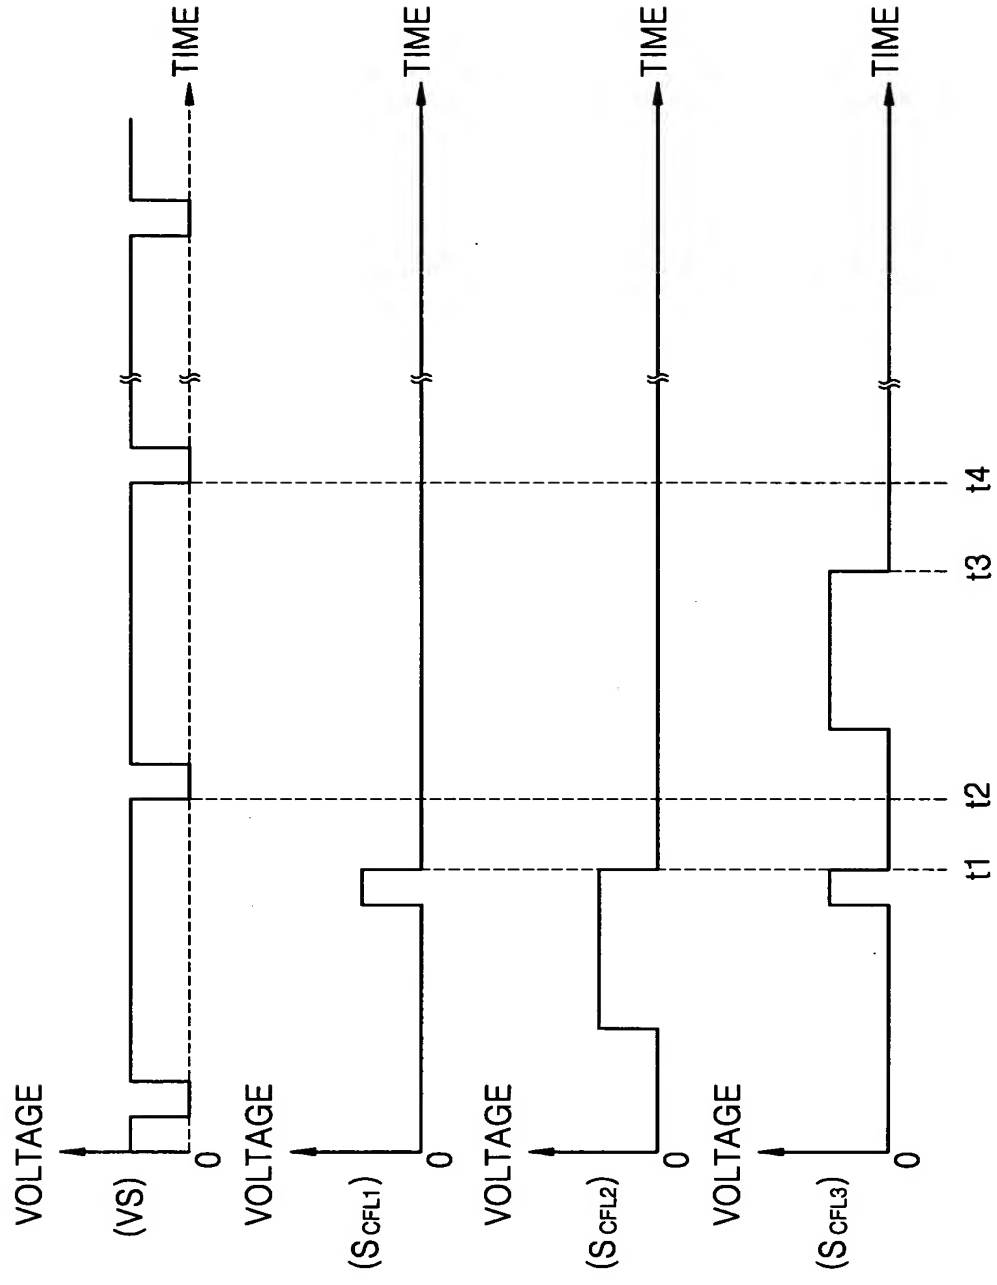 VOLTAGE
(VS)
0
TIME
VOLTAGE
(SCFL1)
0
TIME
VOLTAGE
(SCFL2)
0
TIME
VOLTAGE
(SCFL3)
0
TIME
t1
t2
t3
t4